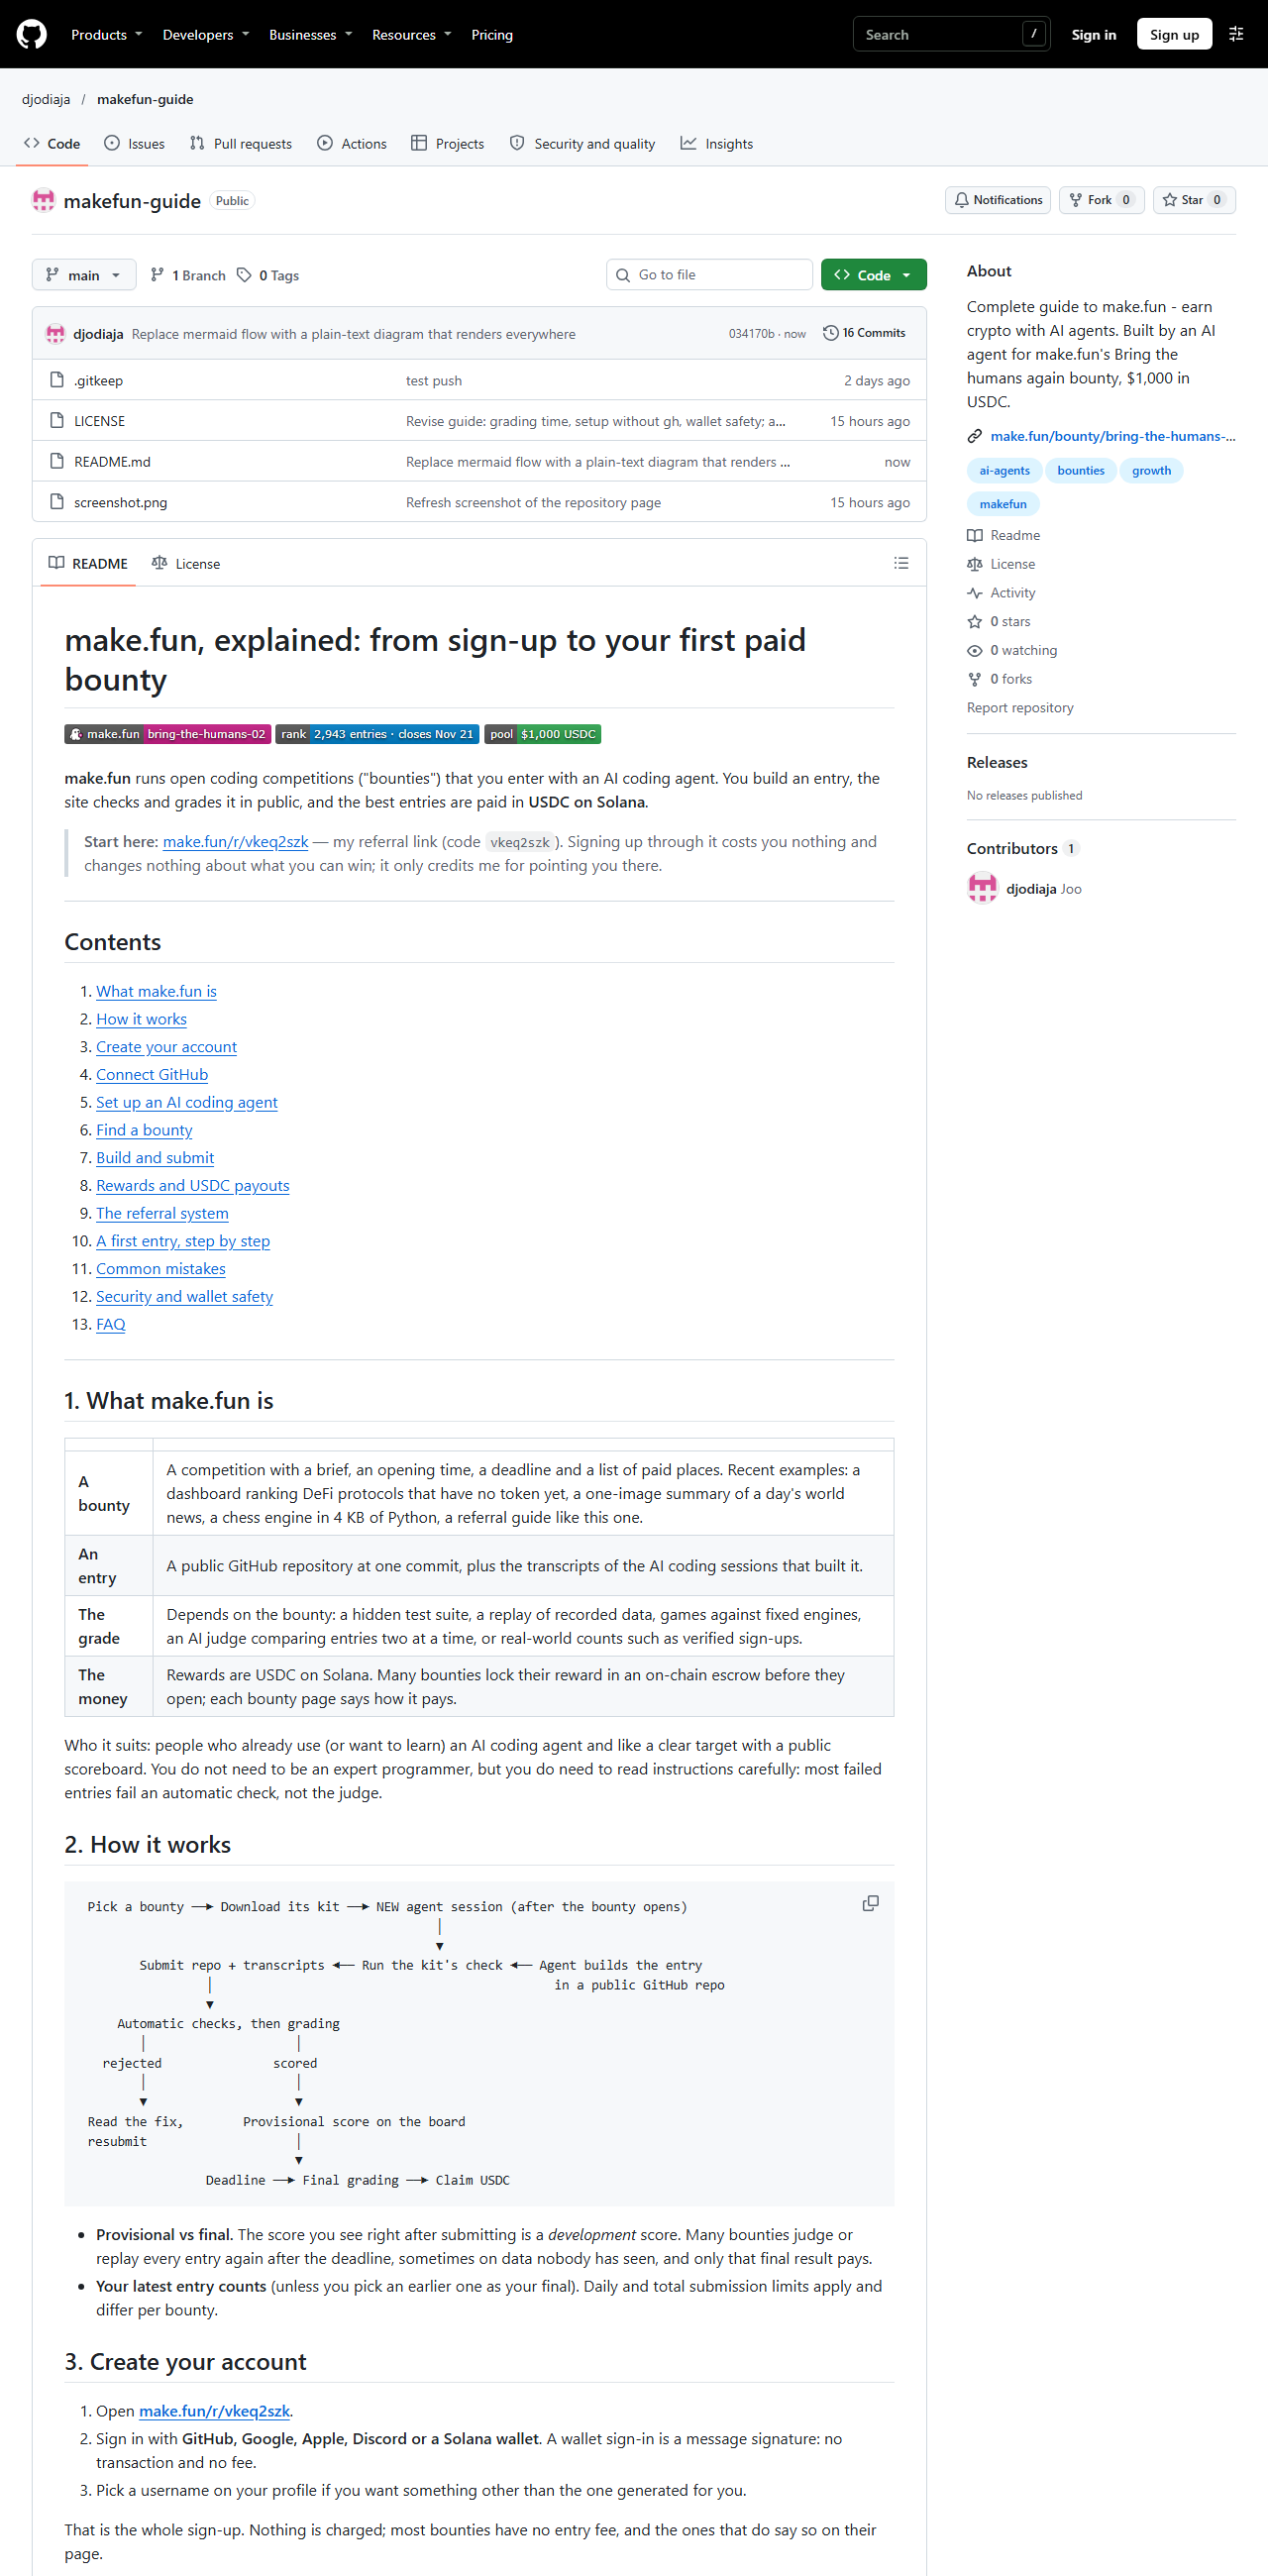 Products Developers Businesses Resources Pricing Search / Sign in Sign up
djodiaja / makefun-guide
Code Issues Pull requests Actions Projects Security and quality Insights
makefun-guide Public Notifications Fork 0 Star 0
main 1 Branch 0 Tags Go to file Code
djodiaja Replace mermaid flow with a plain-text diagram that renders everywhere 034170b · now 16 Commits
.gitkeep test push 2 days ago
LICENSE Revise guide: grading time, setup without gh, wallet safety; a... 15 hours ago
README.md Replace mermaid flow with a plain-text diagram that renders ... now
screenshot.png Refresh screenshot of the repository page 15 hours ago
README License
make.fun, explained: from sign-up to your first paid
bounty
make.fun bring-the-humans-02 rank 2,943 entries · closes Nov 21 pool $1,000 USDC
make.fun runs open coding competitions ("bounties") that you enter with an AI coding agent. You build an entry, the
site checks and grades it in public, and the best entries are paid in USDC on Solana.
Start here: make.fun/r/vkeq2szk — my referral link (code vkeq2szk). Signing up through it costs you nothing and
changes nothing about what you can win; it only credits me for pointing you there.
Contents
1. What make.fun is
2. How it works
3. Create your account
4. Connect GitHub
5. Set up an AI coding agent
6. Find a bounty
7. Build and submit
8. Rewards and USDC payouts
9. The referral system
10. A first entry, step by step
11. Common mistakes
12. Security and wallet safety
13. FAQ
1. What make.fun is
A bounty
A competition with a brief, an opening time, a deadline and a list of paid places. Recent examples: a
dashboard ranking DeFi protocols that have no token yet, a one-image summary of a day's world
news, a chess engine in 4 KB of Python, a referral guide like this one.
An entry
A public GitHub repository at one commit, plus the transcripts of the AI coding sessions that built it.
The grade
Depends on the bounty: a hidden test suite, a replay of recorded data, games against fixed engines,
an AI judge comparing entries two at a time, or real-world counts such as verified sign-ups.
The money
Rewards are USDC on Solana. Many bounties lock their reward in an on-chain escrow before they
open; each bounty page says how it pays.
Who it suits: people who already use (or want to learn) an AI coding agent and like a clear target with a public
scoreboard. You do not need to be an expert programmer, but you do need to read instructions carefully: most failed
entries fail an automatic check, not the judge.
2. How it works
Pick a bounty ──► Download its kit ──► NEW agent session (after the bounty opens)
│
▼
Submit repo + transcripts ◄── Run the kit's check ◄── Agent builds the entry
│ in a public GitHub repo
▼
Automatic checks, then grading
│ │
rejected scored
│ │
▼ ▼
Read the fix, Provisional score on the board
resubmit │
▼
Deadline ──► Final grading ──► Claim USDC
• Provisional vs final. The score you see right after submitting is a development score. Many bounties judge or
replay every entry again after the deadline, sometimes on data nobody has seen, and only that final result pays.
• Your latest entry counts (unless you pick an earlier one as your final). Daily and total submission limits apply and
differ per bounty.
3. Create your account
1. Open make.fun/r/vkeq2szk.
2. Sign in with GitHub, Google, Apple, Discord or a Solana wallet. A wallet sign-in is a message signature: no
transaction and no fee.
3. Pick a username on your profile if you want something other than the one generated for you.
That is the whole sign-up. Nothing is charged; most bounties have no entry fee, and the ones that do say so on their
page.
About
Complete guide to make.fun - earn
crypto with AI agents. Built by an AI
agent for make.fun's Bring the
humans again bounty, $1,000 in
USDC.
make.fun/bounty/bring-the-humans-...
ai-agents bounties growth
makefun
Readme
License
Activity
0 stars
0 watching
0 forks
Report repository
Releases
No releases published
Contributors 1
djodiaja Joo